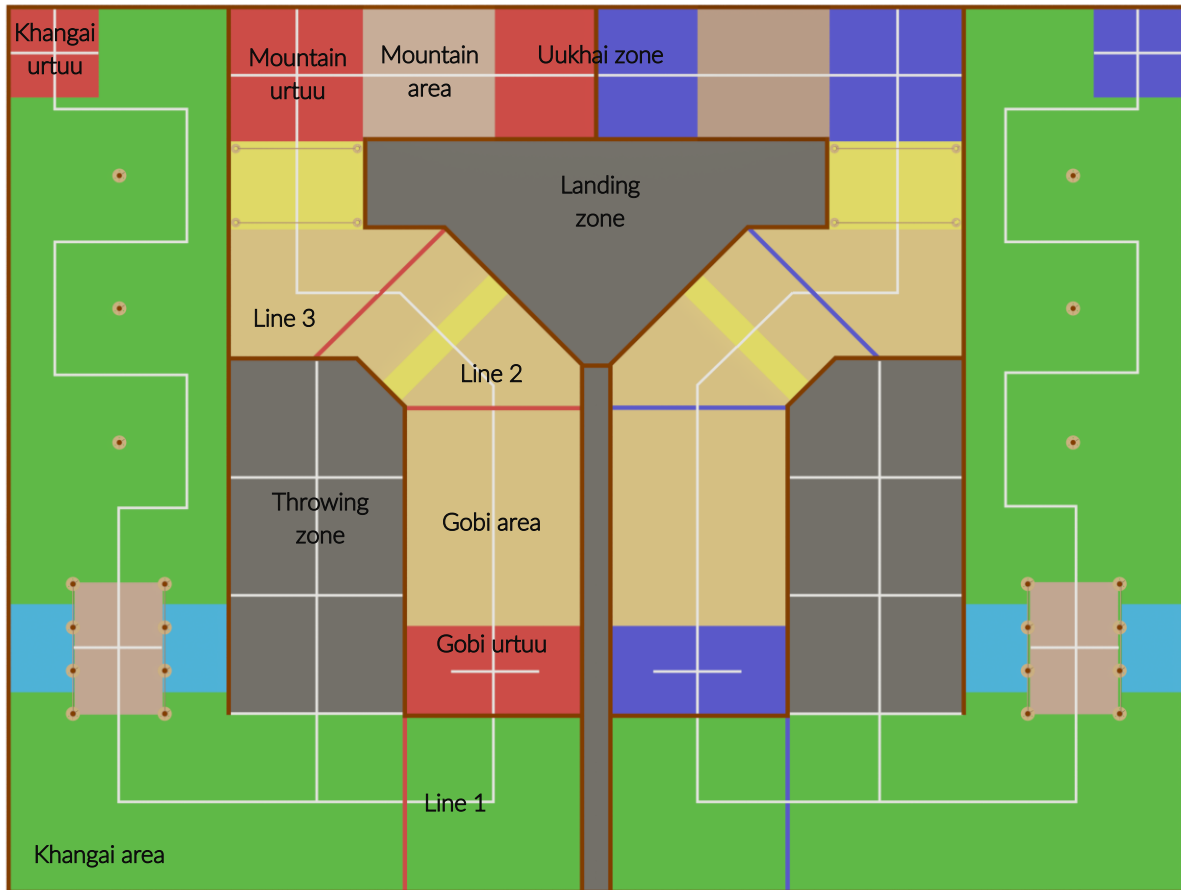 Khangai
urtuu
Mountain
urtuu
Mountain
area
Uukhai zone
Landing
zone
Line 3
Line 2
Throwing
zone
Gobi area
Gobi urtuu
Line 1
Khangai area